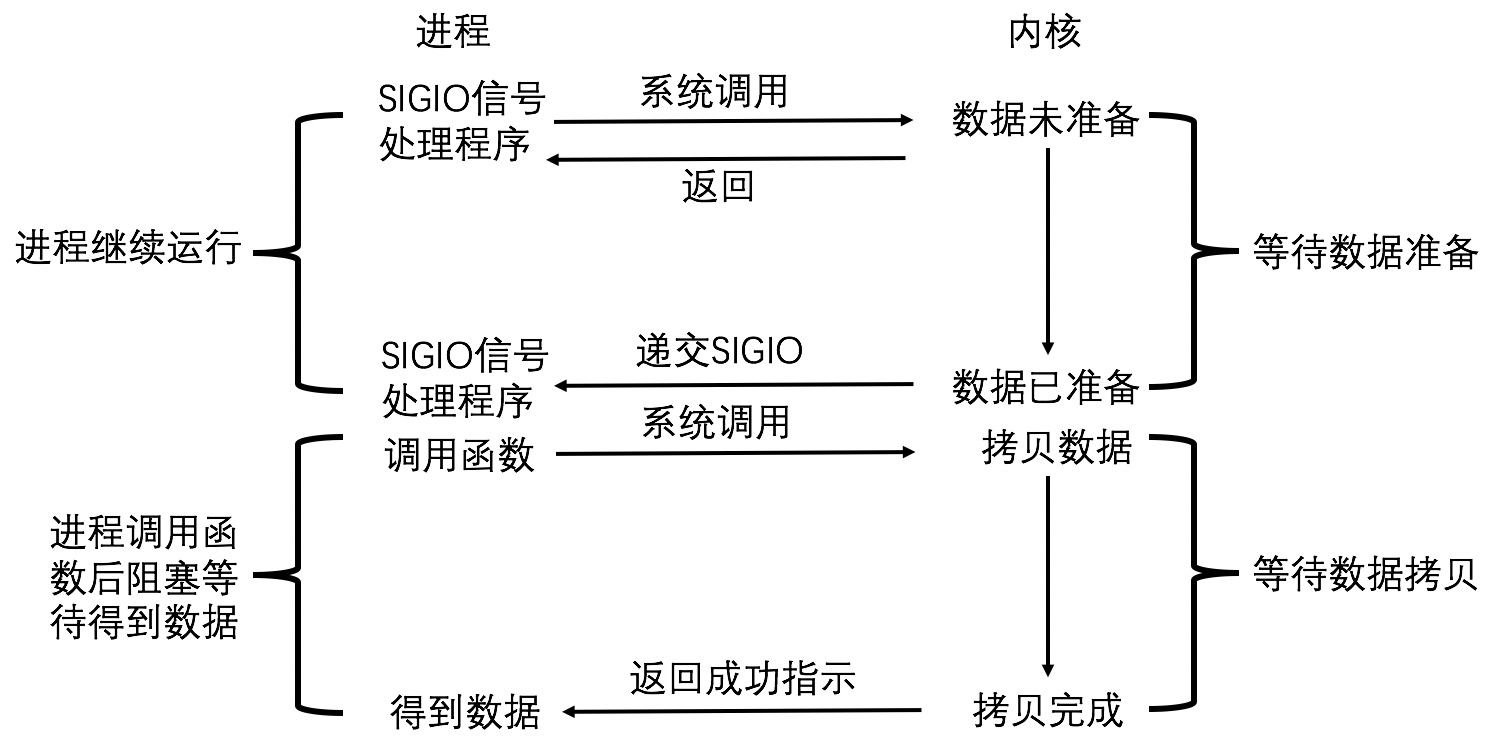 进程
内核
SIGIO信号
处理程序
系统调用
数据未准备
返回
进程继续运行
等待数据准备
SIGIO信号
处理程序
递交SIGIO
数据已准备
调用函数
系统调用
拷贝数据
进程调用函
数后阻塞等
待得到数据
等待数据拷贝
得到数据
返回成功指示
拷贝完成